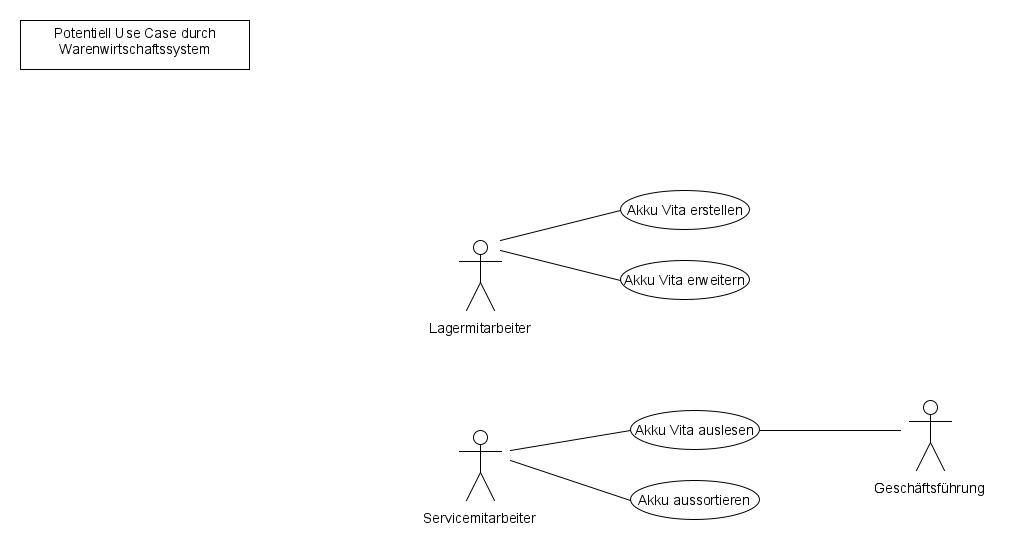 Potentiell Use Case durch
Warenwirtschaftssystem
Akku Vita erstellen
Akku Vita erweitern
Lagermitarbeiter
Akku Vita auslesen
Geschäftsführung
Akku aussortieren
Servicemitarbeiter